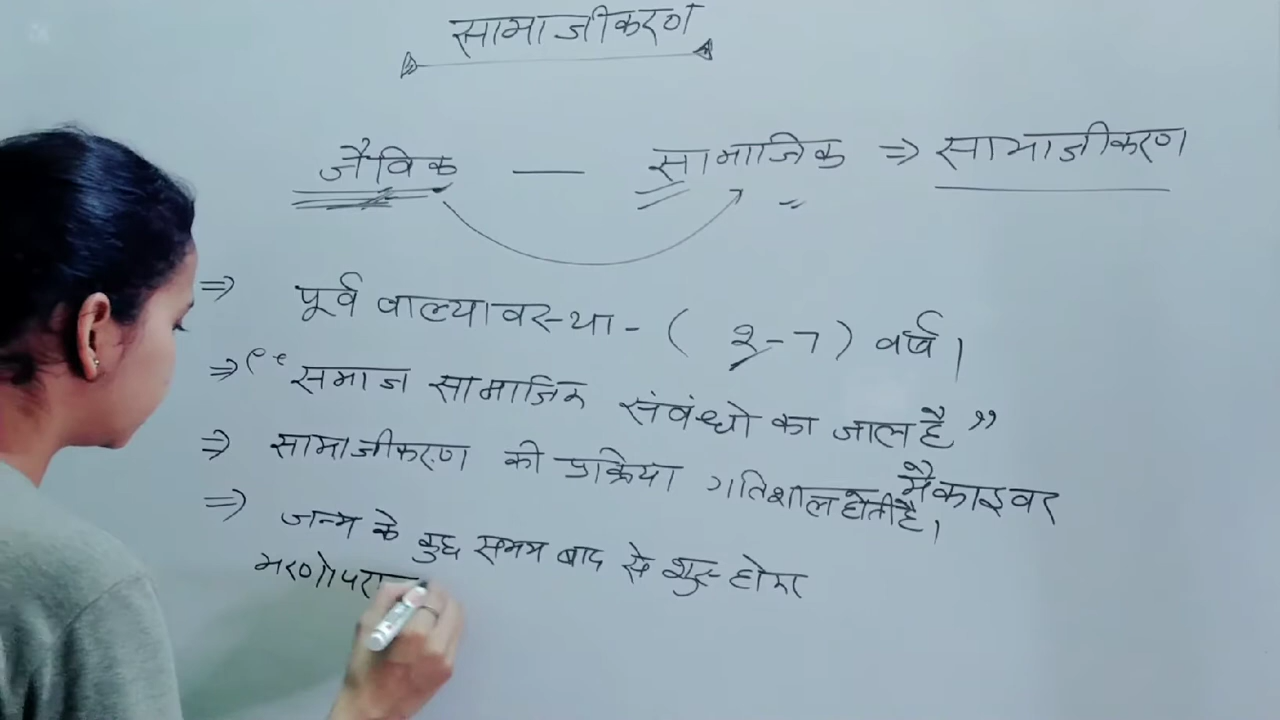 सामाजीकरण
जैविक — सामाजिक ⇒ सामाजीकरण
⇒ पूर्व वाल्यावस्था - ( 2-7 ) वर्ष।
⇒ “ समाज सामाजिक संबंधो का जाल है ”
मैकाइवर
⇒ सामाजीकरण की प्रक्रिया गतिशील होती है।
⇒ जन्म के कुछ समय बाद से शुरू होकर
मरणोपरा